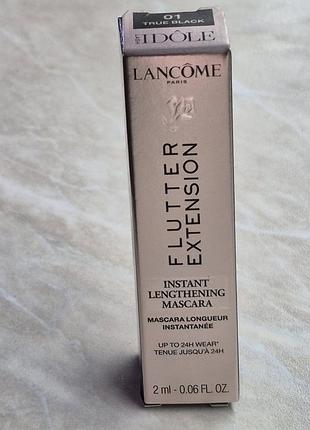 01
TRUE BLACK
LASH IDÔLE
LANCÔME
PARIS
FLUTTER
EXTENSION
INSTANT
LENGTHENING
MASCARA
MASCARA LONGUEUR
INSTANTANÉE
UP TO 24H WEAR*
TENUE JUSQU'À 24H
2 ml - 0.06 FL. OZ.